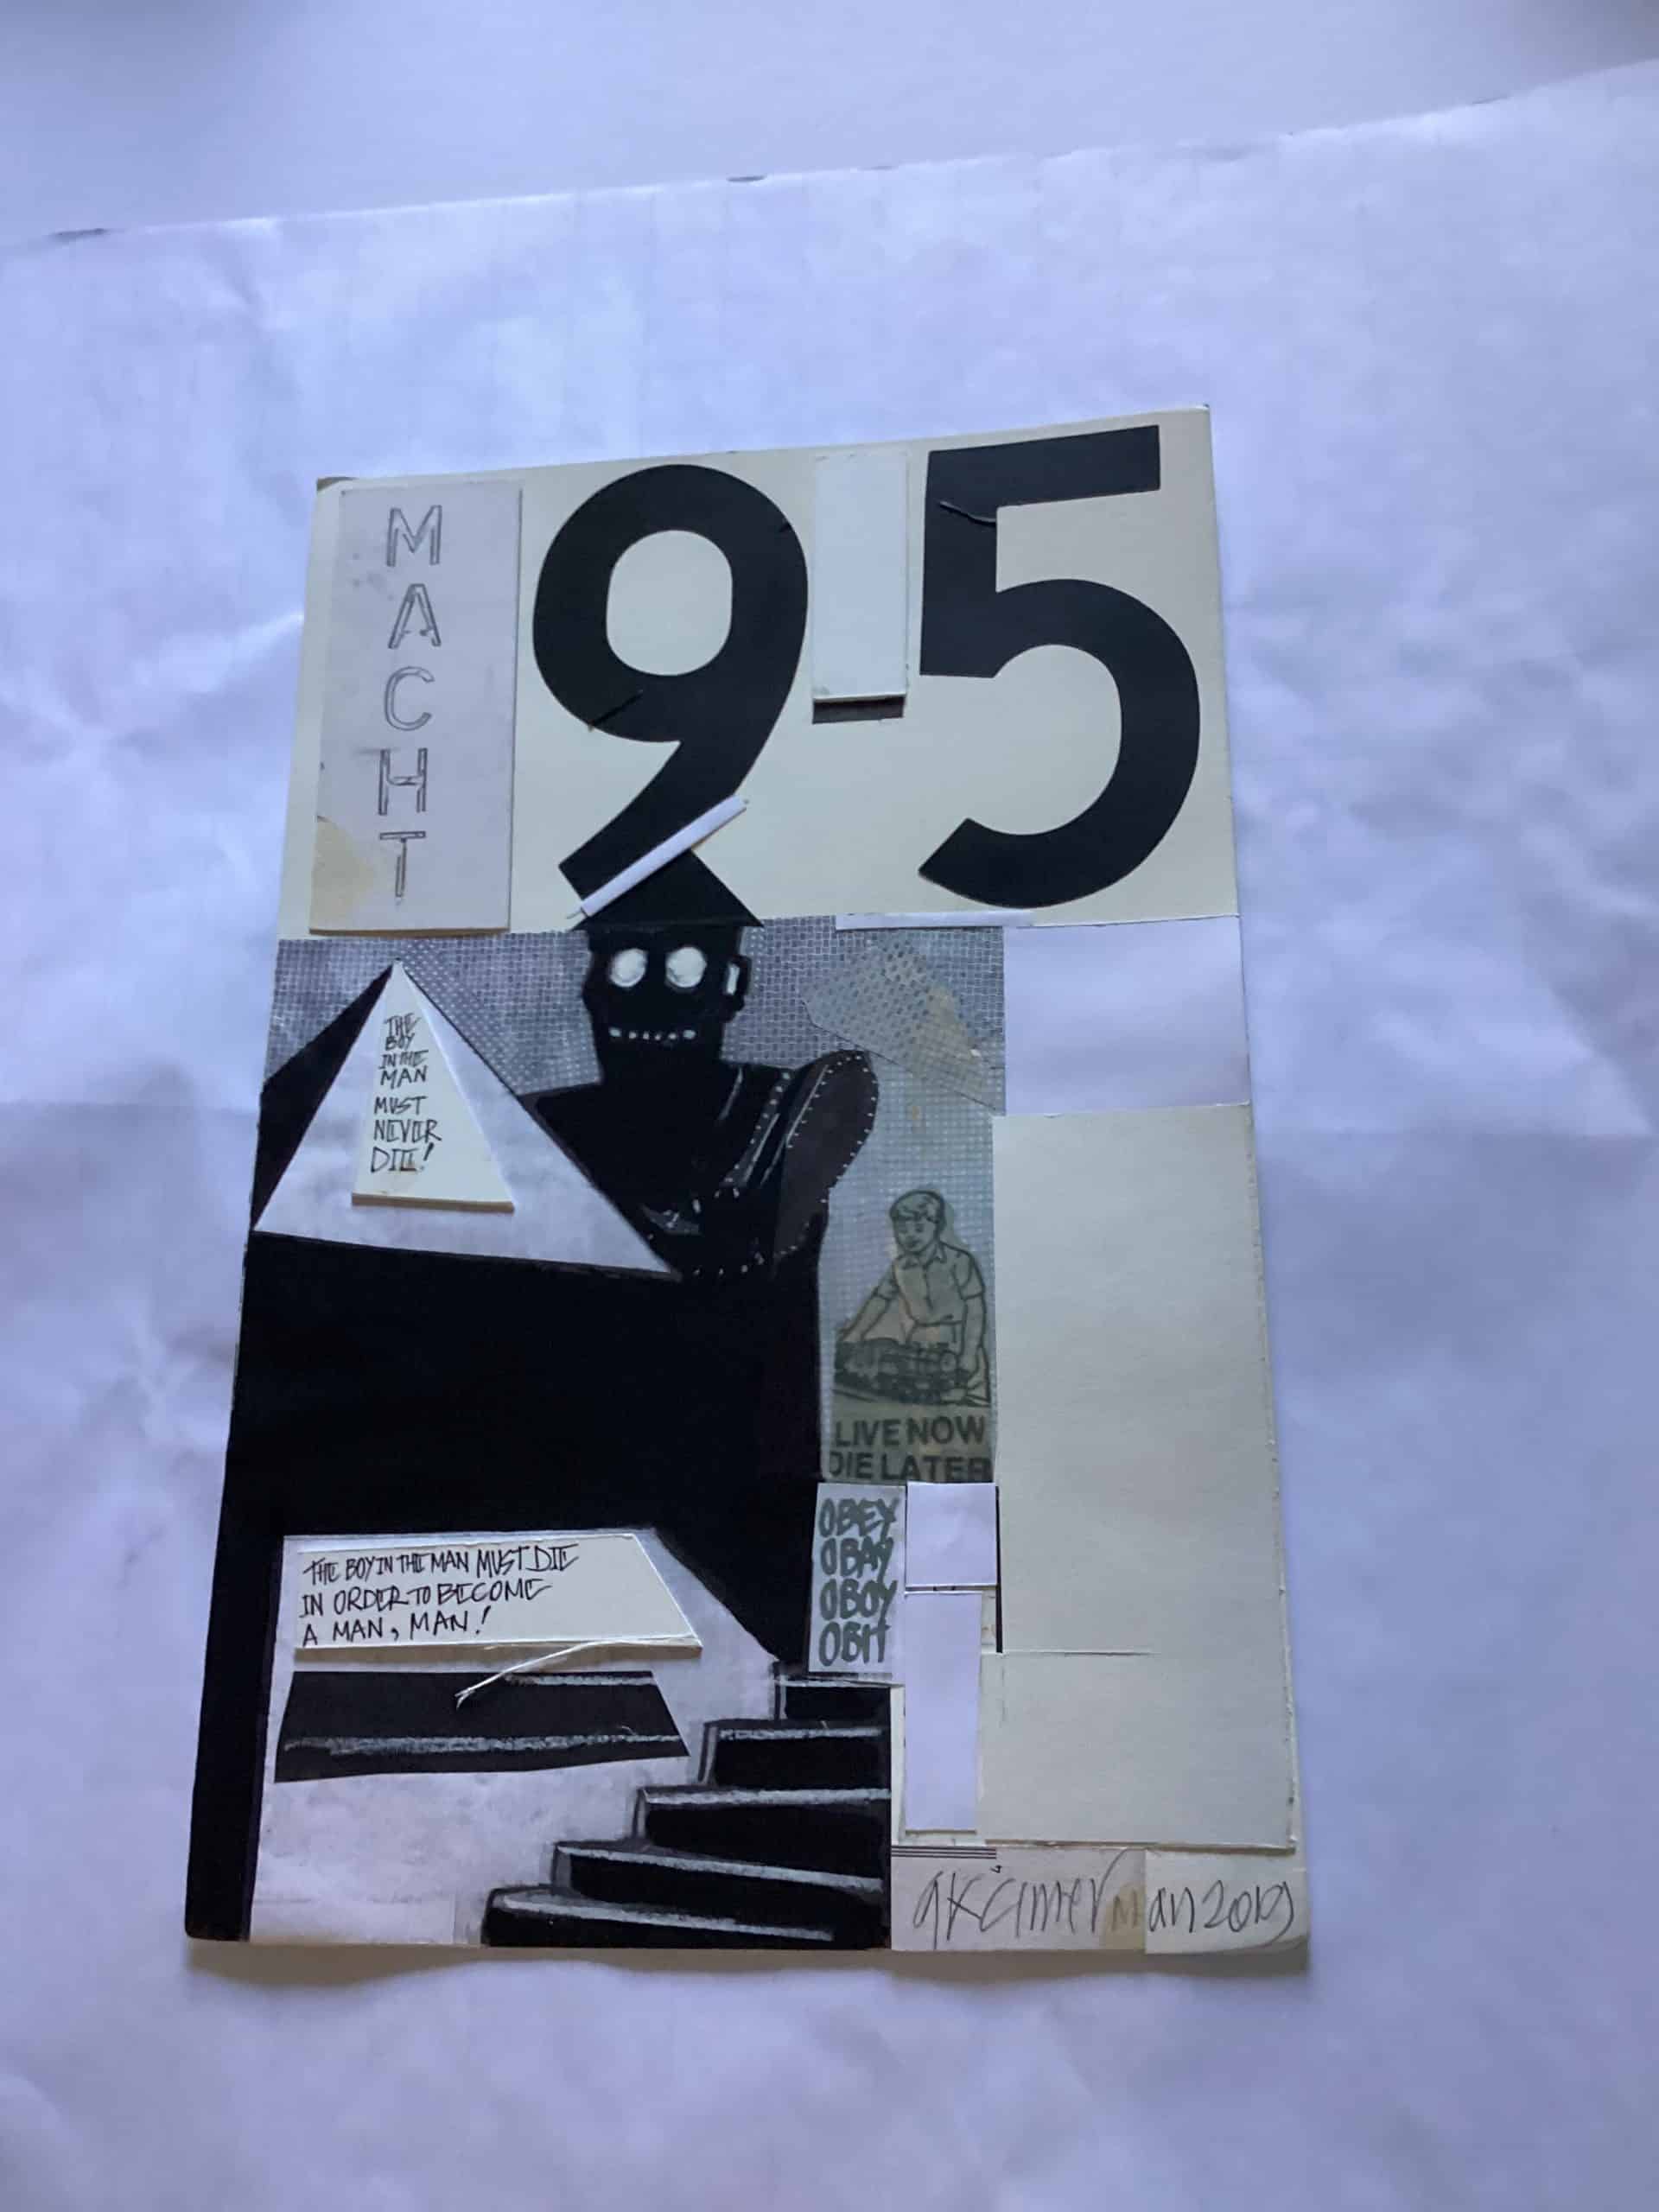 MACHT
9 5
THE
BOY
IN THE
MAN
MUST
NEVER
DIE!
LIVE NOW
DIE LATER
OBEY
OBAY
OBOY
OBIT
THE BOY IN THE MAN MUST DIE
IN ORDER TO BECOME
A MAN, MAN!
2019